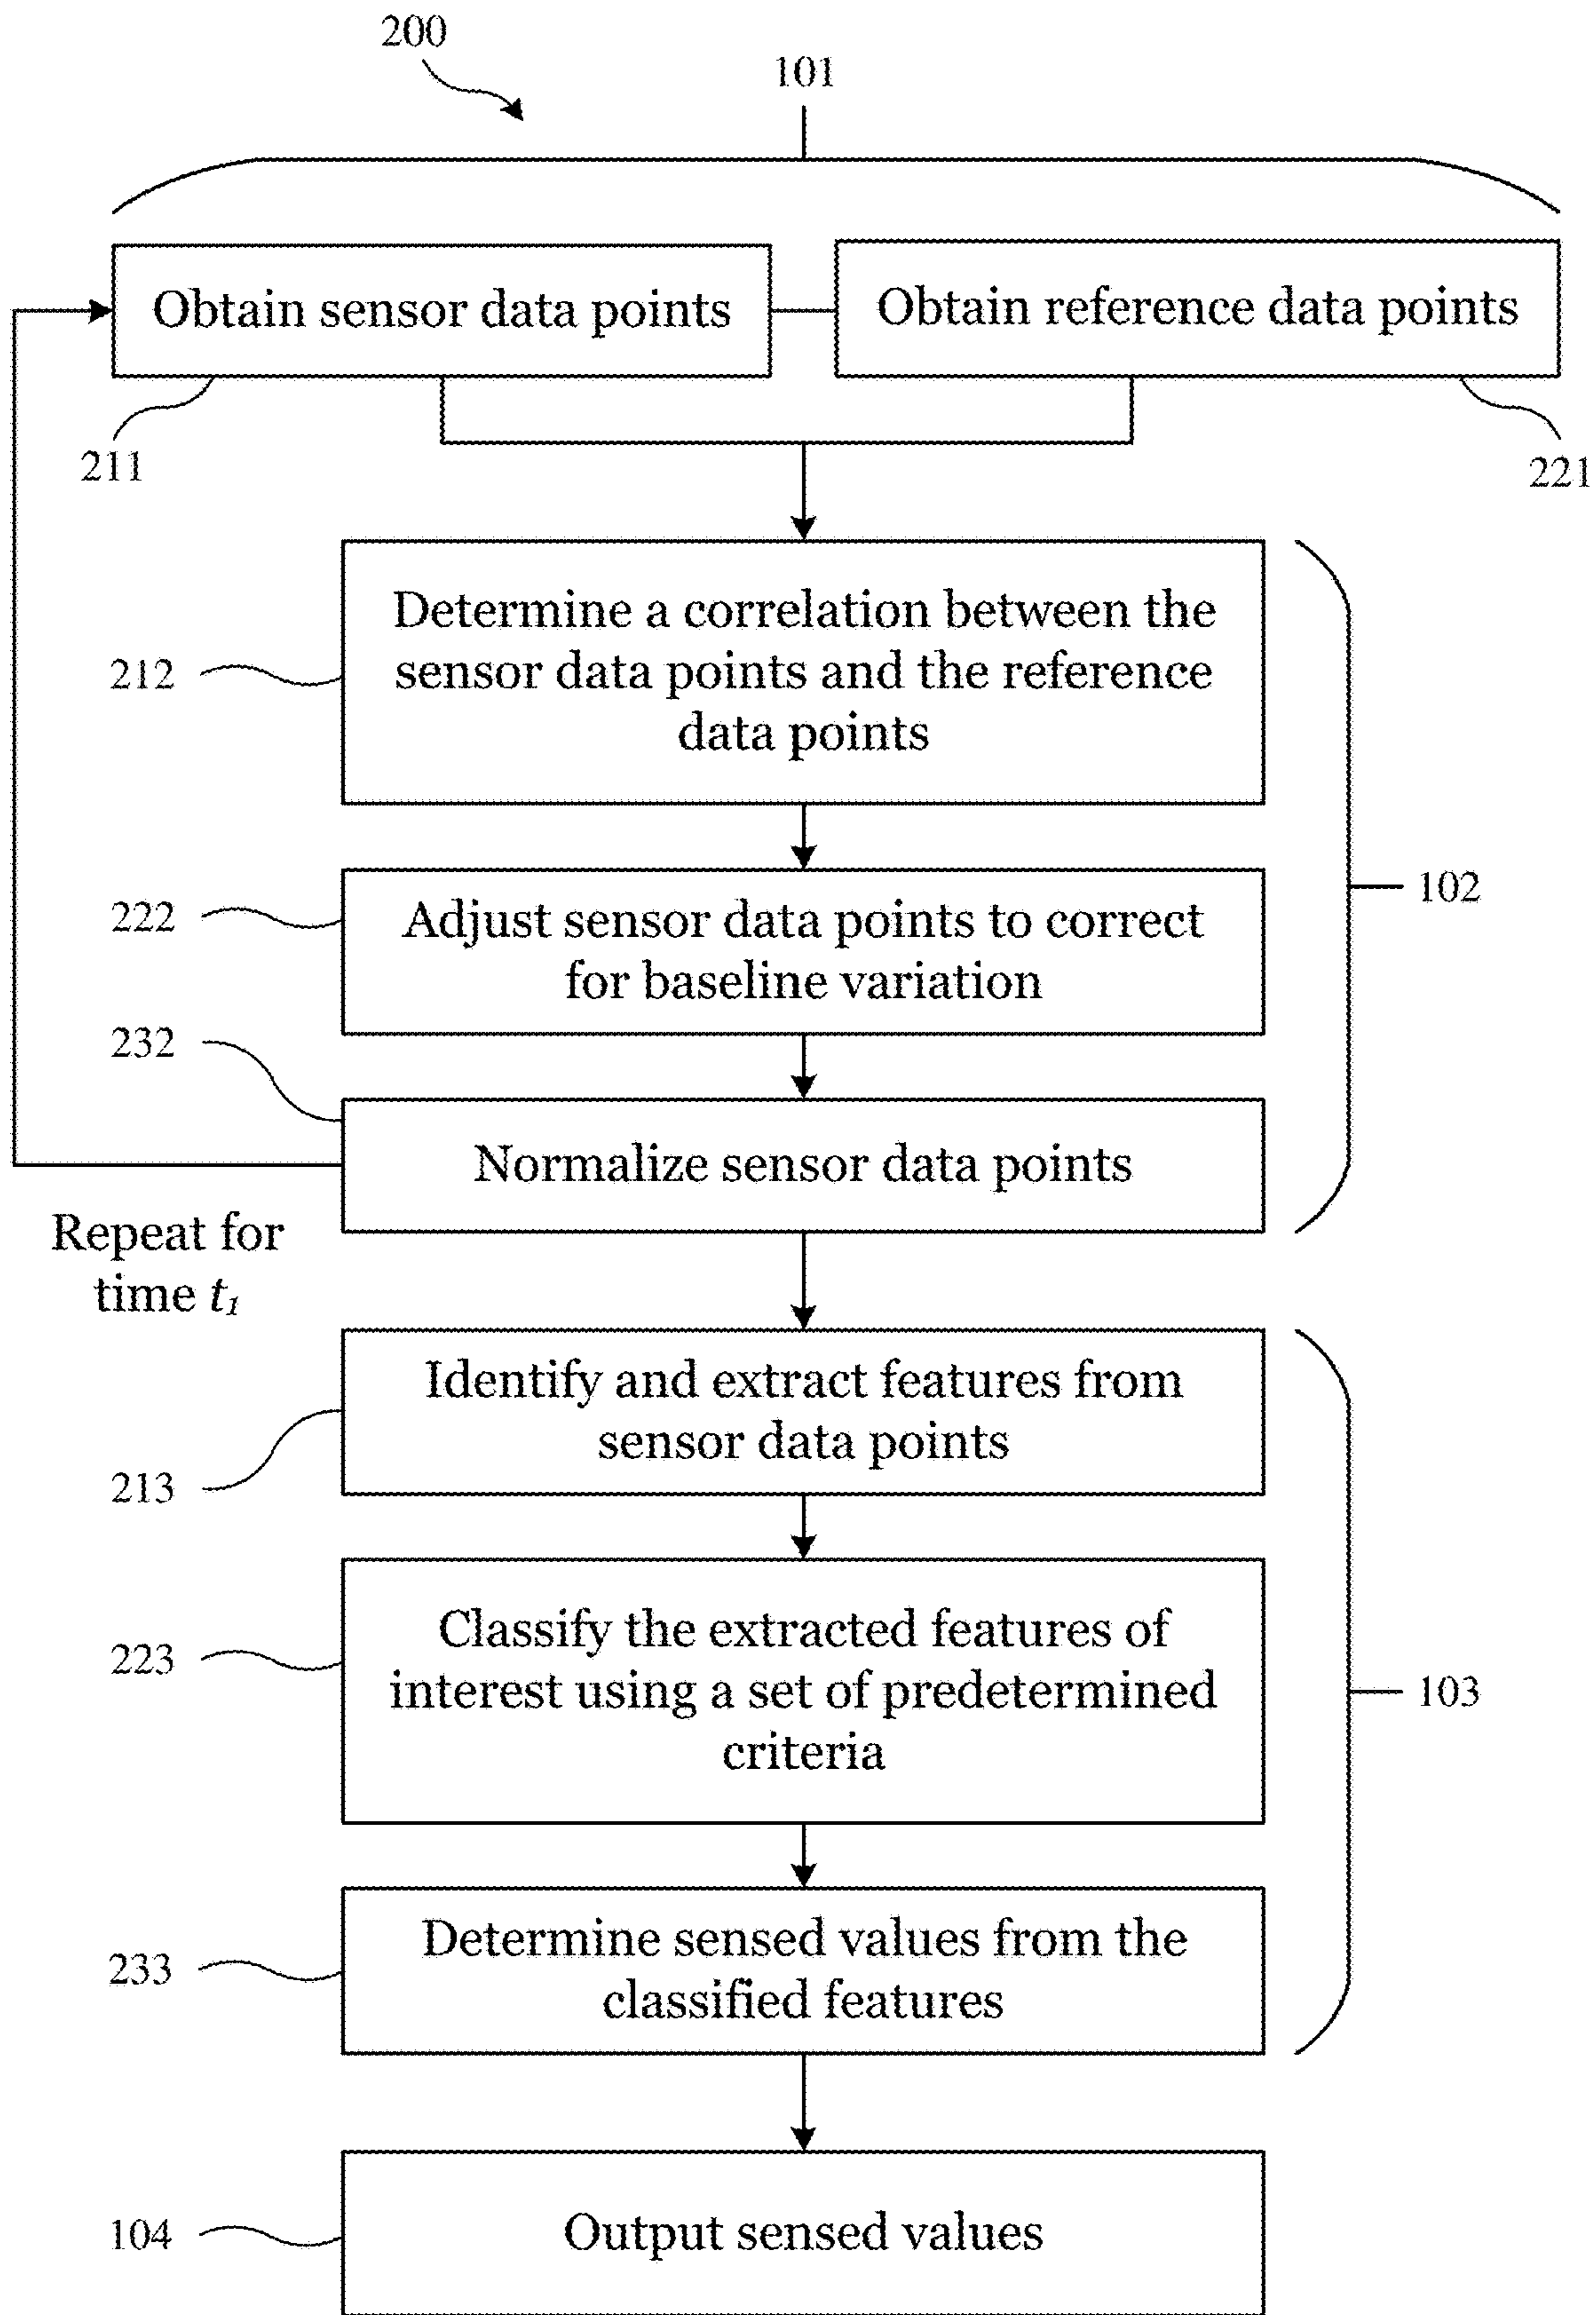 200
101
Obtain sensor data points
Obtain reference data points
211
221
Determine a correlation between the
sensor data points and the reference
data points
212
Adjust sensor data points to correct
for baseline variation
222
102
232
Normalize sensor data points
Repeat for
time t₁
Identify and extract features from
sensor data points
213
Classify the extracted features of
interest using a set of predetermined
criteria
223
103
Determine sensed values from the
classified features
233
104
Output sensed values